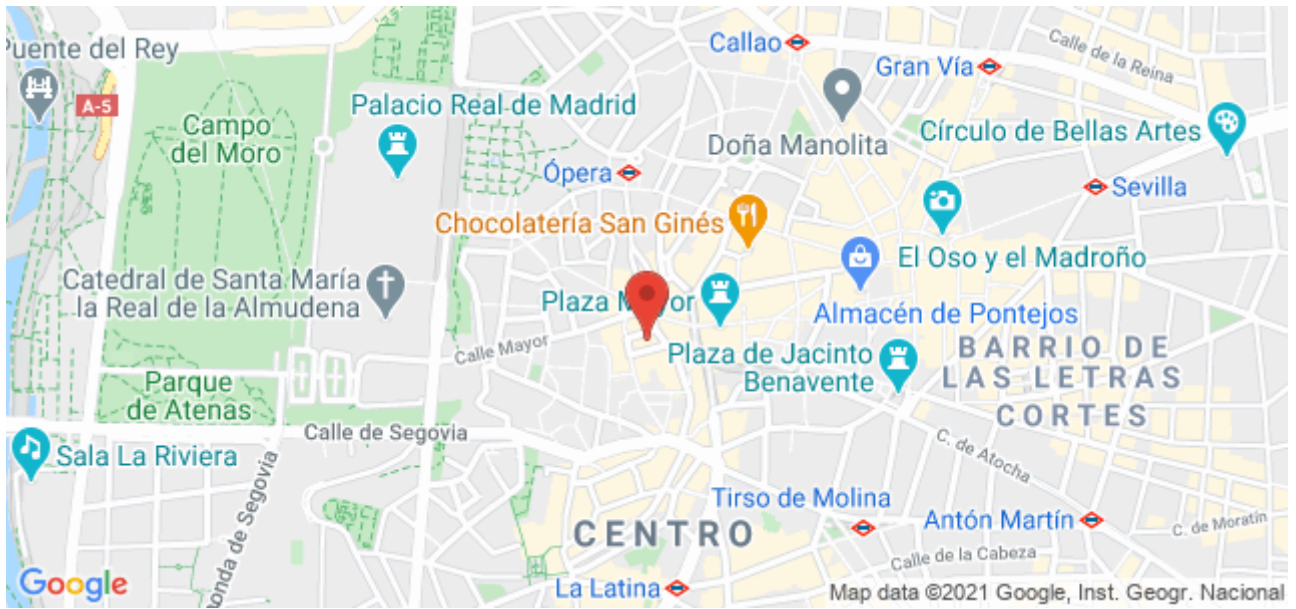 Puente del Rey
A-5
Campo
del Moro
Palacio Real de Madrid
Callao
Gran Vía
Calle de la Reina
Doña Manolita
Círculo de Bellas Artes
Ópera
Sevilla
Chocolatería San Ginés
El Oso y el Madroño
Catedral de Santa María
la Real de la Almudena
Plaza Mayor
Almacén de Pontejos
Calle Mayor
Plaza de Jacinto
Benavente
BARRIO DE
LAS LETRAS
CORTES
Parque
de Atenas
Calle de Segovia
Sala La Riviera
C. de Atocha
Ronda de Segovia
Tirso de Molina
Antón Martín
C. de Moratín
CENTRO
Calle de la Cabeza
La Latina
Google
Map data ©2021 Google, Inst. Geogr. Nacional